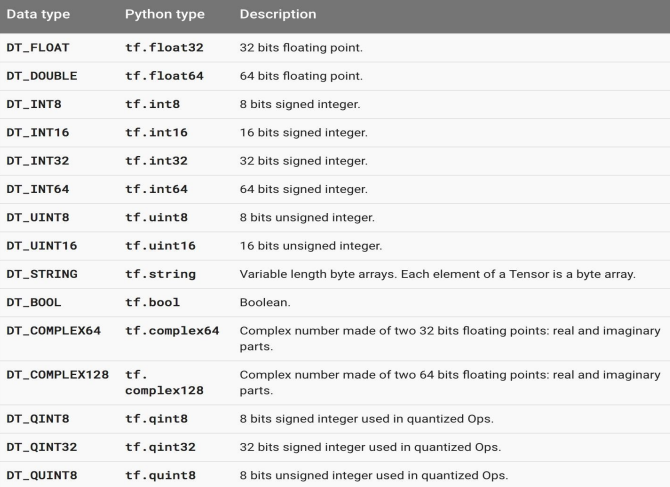 Data type Python type Description
DT_FLOAT tf.float32 32 bits floating point.
DT_DOUBLE tf.float64 64 bits floating point.
DT_INT8 tf.int8 8 bits signed integer.
DT_INT16 tf.int16 16 bits signed integer.
DT_INT32 tf.int32 32 bits signed integer.
DT_INT64 tf.int64 64 bits signed integer.
DT_UINT8 tf.uint8 8 bits unsigned integer.
DT_UINT16 tf.uint16 16 bits unsigned integer.
DT_STRING tf.string Variable length byte arrays. Each element of a Tensor is a byte array.
DT_BOOL tf.bool Boolean.
DT_COMPLEX64 tf.complex64 Complex number made of two 32 bits floating points: real and imaginary
parts.
DT_COMPLEX128 tf. Complex number made of two 64 bits floating points: real and imaginary
complex128 parts.
DT_QINT8 tf.qint8 8 bits signed integer used in quantized Ops.
DT_QINT32 tf.qint32 32 bits signed integer used in quantized Ops.
DT_QUINT8 tf.quint8 8 bits unsigned integer used in quantized Ops.